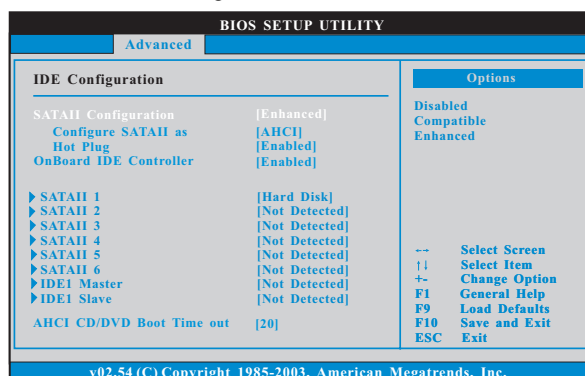 BIOS SETUP UTILITY
Advanced
IDE Configuration
SATAII Configuration [Enhanced]
Configure SATAII as [AHCI]
Hot Plug [Enabled]
OnBoard IDE Controller [Enabled]
SATAII 1 [Hard Disk]
SATAII 2 [Not Detected]
SATAII 3 [Not Detected]
SATAII 4 [Not Detected]
SATAII 5 [Not Detected]
SATAII 6 [Not Detected]
IDE1 Master [Not Detected]
IDE1 Slave [Not Detected]
AHCI CD/DVD Boot Time out [20]
Options
Disabled
Compatible
Enhanced
←→ Select Screen
↑↓ Select Item
+- Change Option
F1 General Help
F9 Load Defaults
F10 Save and Exit
ESC Exit
v02.54 (C) Copyright 1985-2003, American Megatrends, Inc.